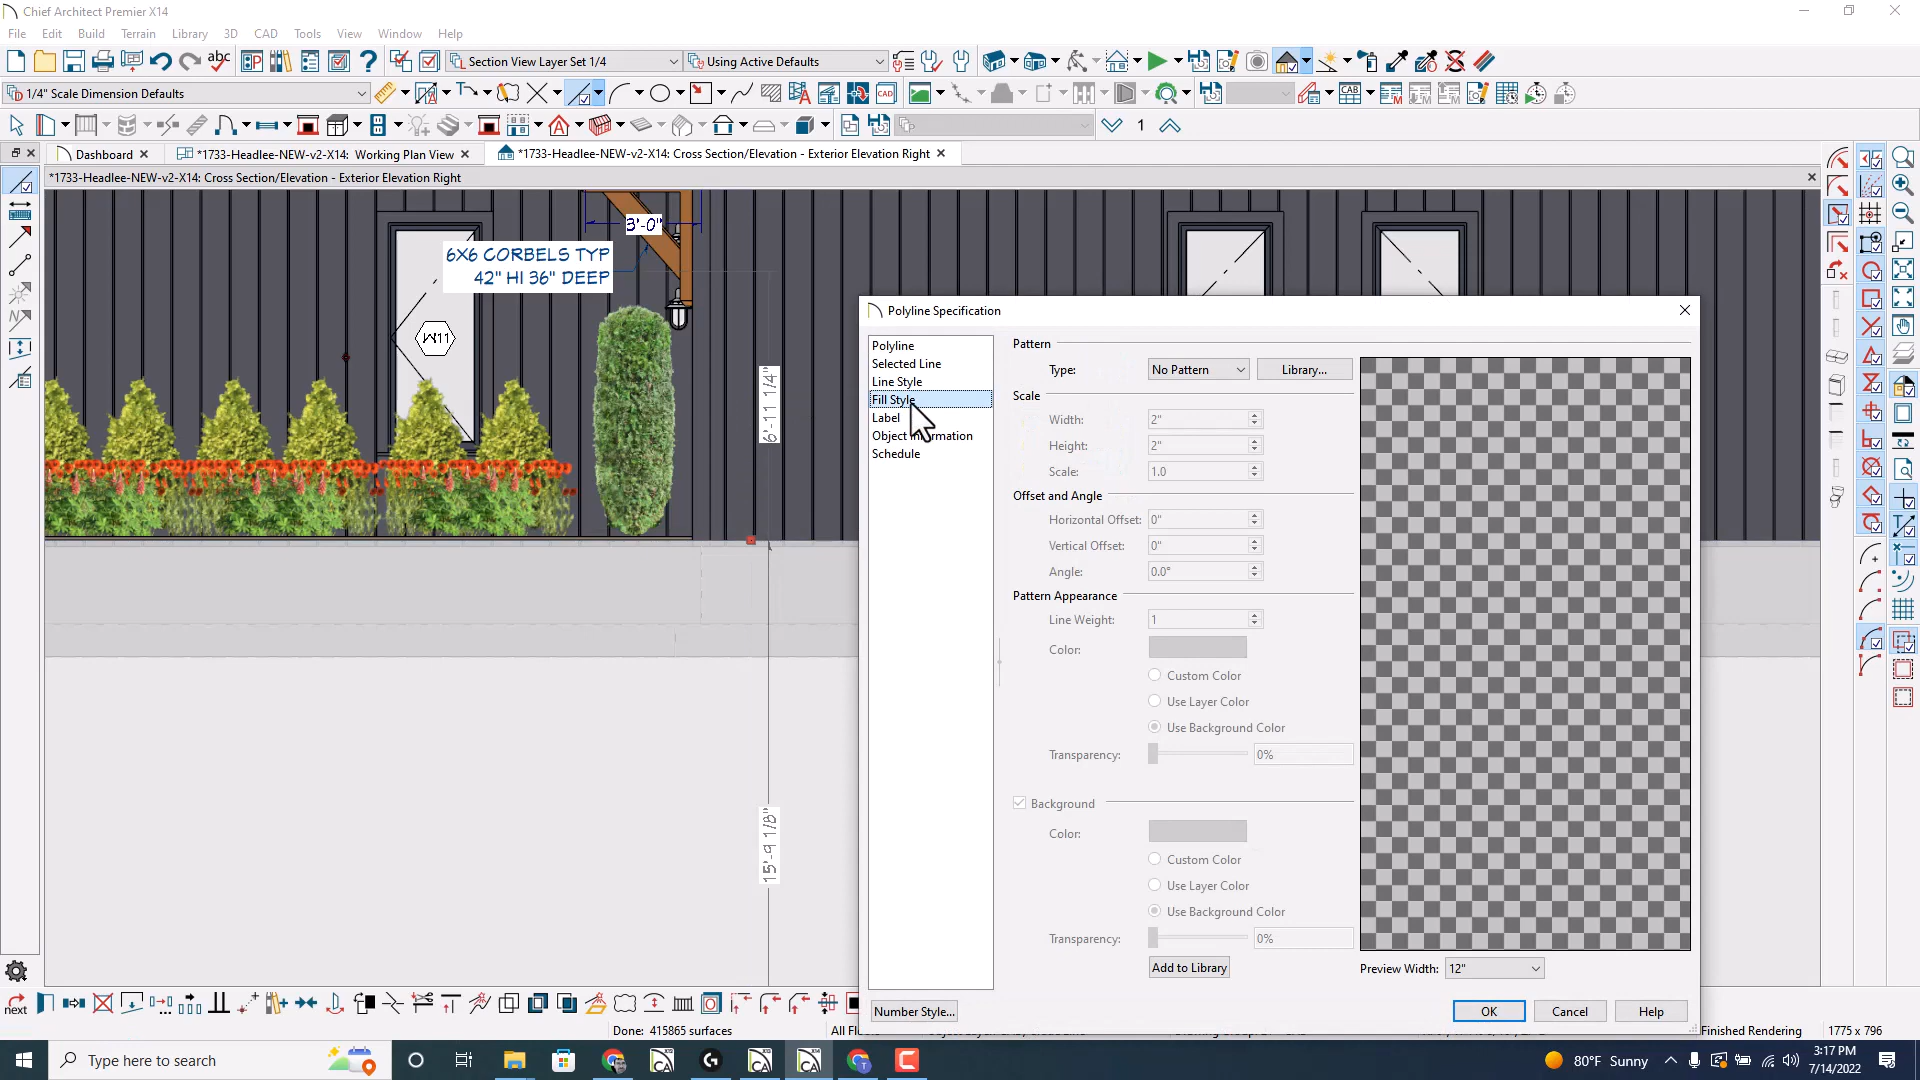 Chief Architect Premier X14
File Edit Build Terrain Library 3D CAD Tools View Window Help
Section View Layer Set 1/4 Using Active Defaults
1/4" Scale Dimension Defaults
1
Dashboard *1733-Headlee-NEW-v2-X14: Working Plan View *1733-Headlee-NEW-v2-X14: Cross Section/Elevation - Exterior Elevation Right
*1733-Headlee-NEW-v2-X14: Cross Section/Elevation - Exterior Elevation Right
3'-0"
6X6 CORBELS TYP
42" HI 36" DEEP
W11
6'-11 1/4"
15'-9 1/8"
Polyline Specification
Polyline
Selected Line
Line Style
Fill Style
Label
Object Information
Schedule
Pattern
Type: No Pattern Library...
Scale
Width: 2"
Height: 2"
Scale: 1.0
Offset and Angle
Horizontal Offset: 0"
Vertical Offset: 0"
Angle: 0.0°
Pattern Appearance
Line Weight: 1
Color:
Custom Color
Use Layer Color
Use Background Color
Transparency: 0%
Background
Color:
Custom Color
Use Layer Color
Use Background Color
Transparency: 0%
Add to Library
Preview Width: 12"
Number Style... OK Cancel Help
next
Done: 415865 surfaces
Finished Rendering 1775 x 796
Type here to search
80°F Sunny
3:17 PM
7/14/2022